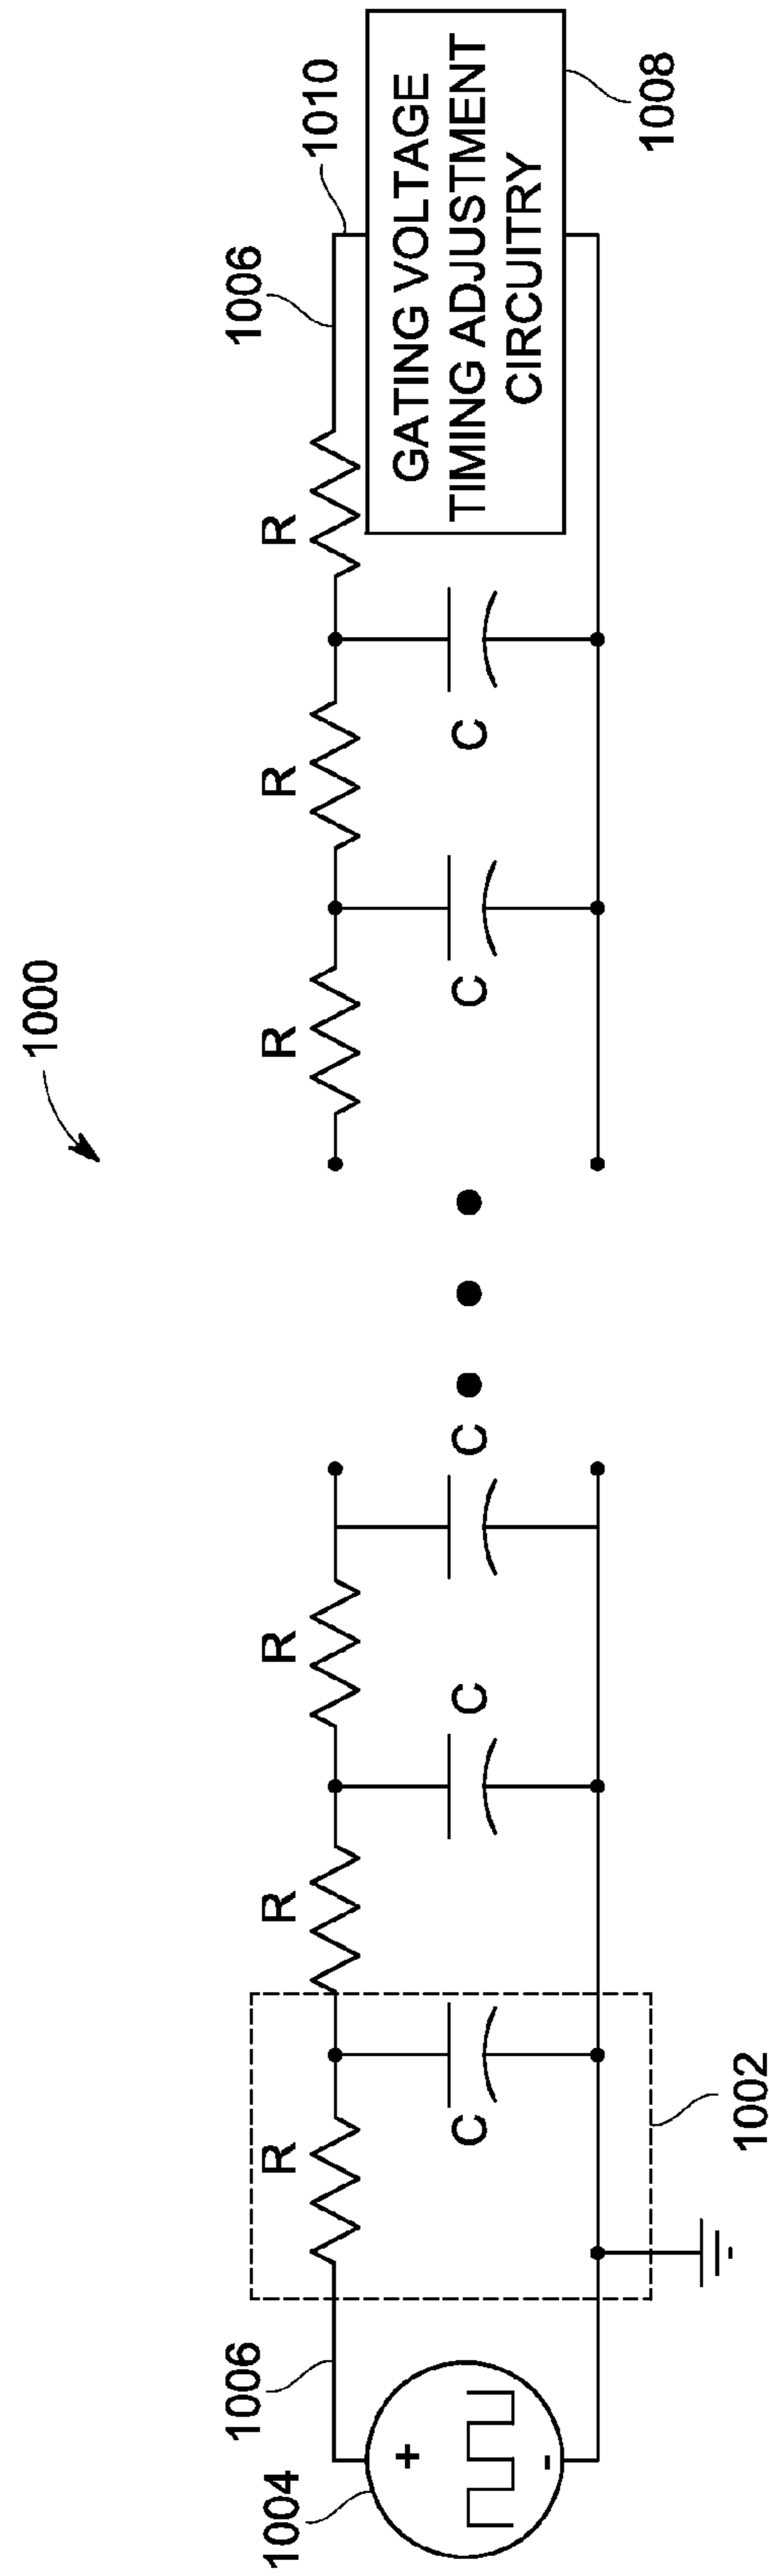 1000
1006
1006
1004
R
R
R
R
R
R
1010
+
GATING VOLTAGE
TIMING ADJUSTMENT
CIRCUITRY
C
C
C
C
C
-
1008
1002